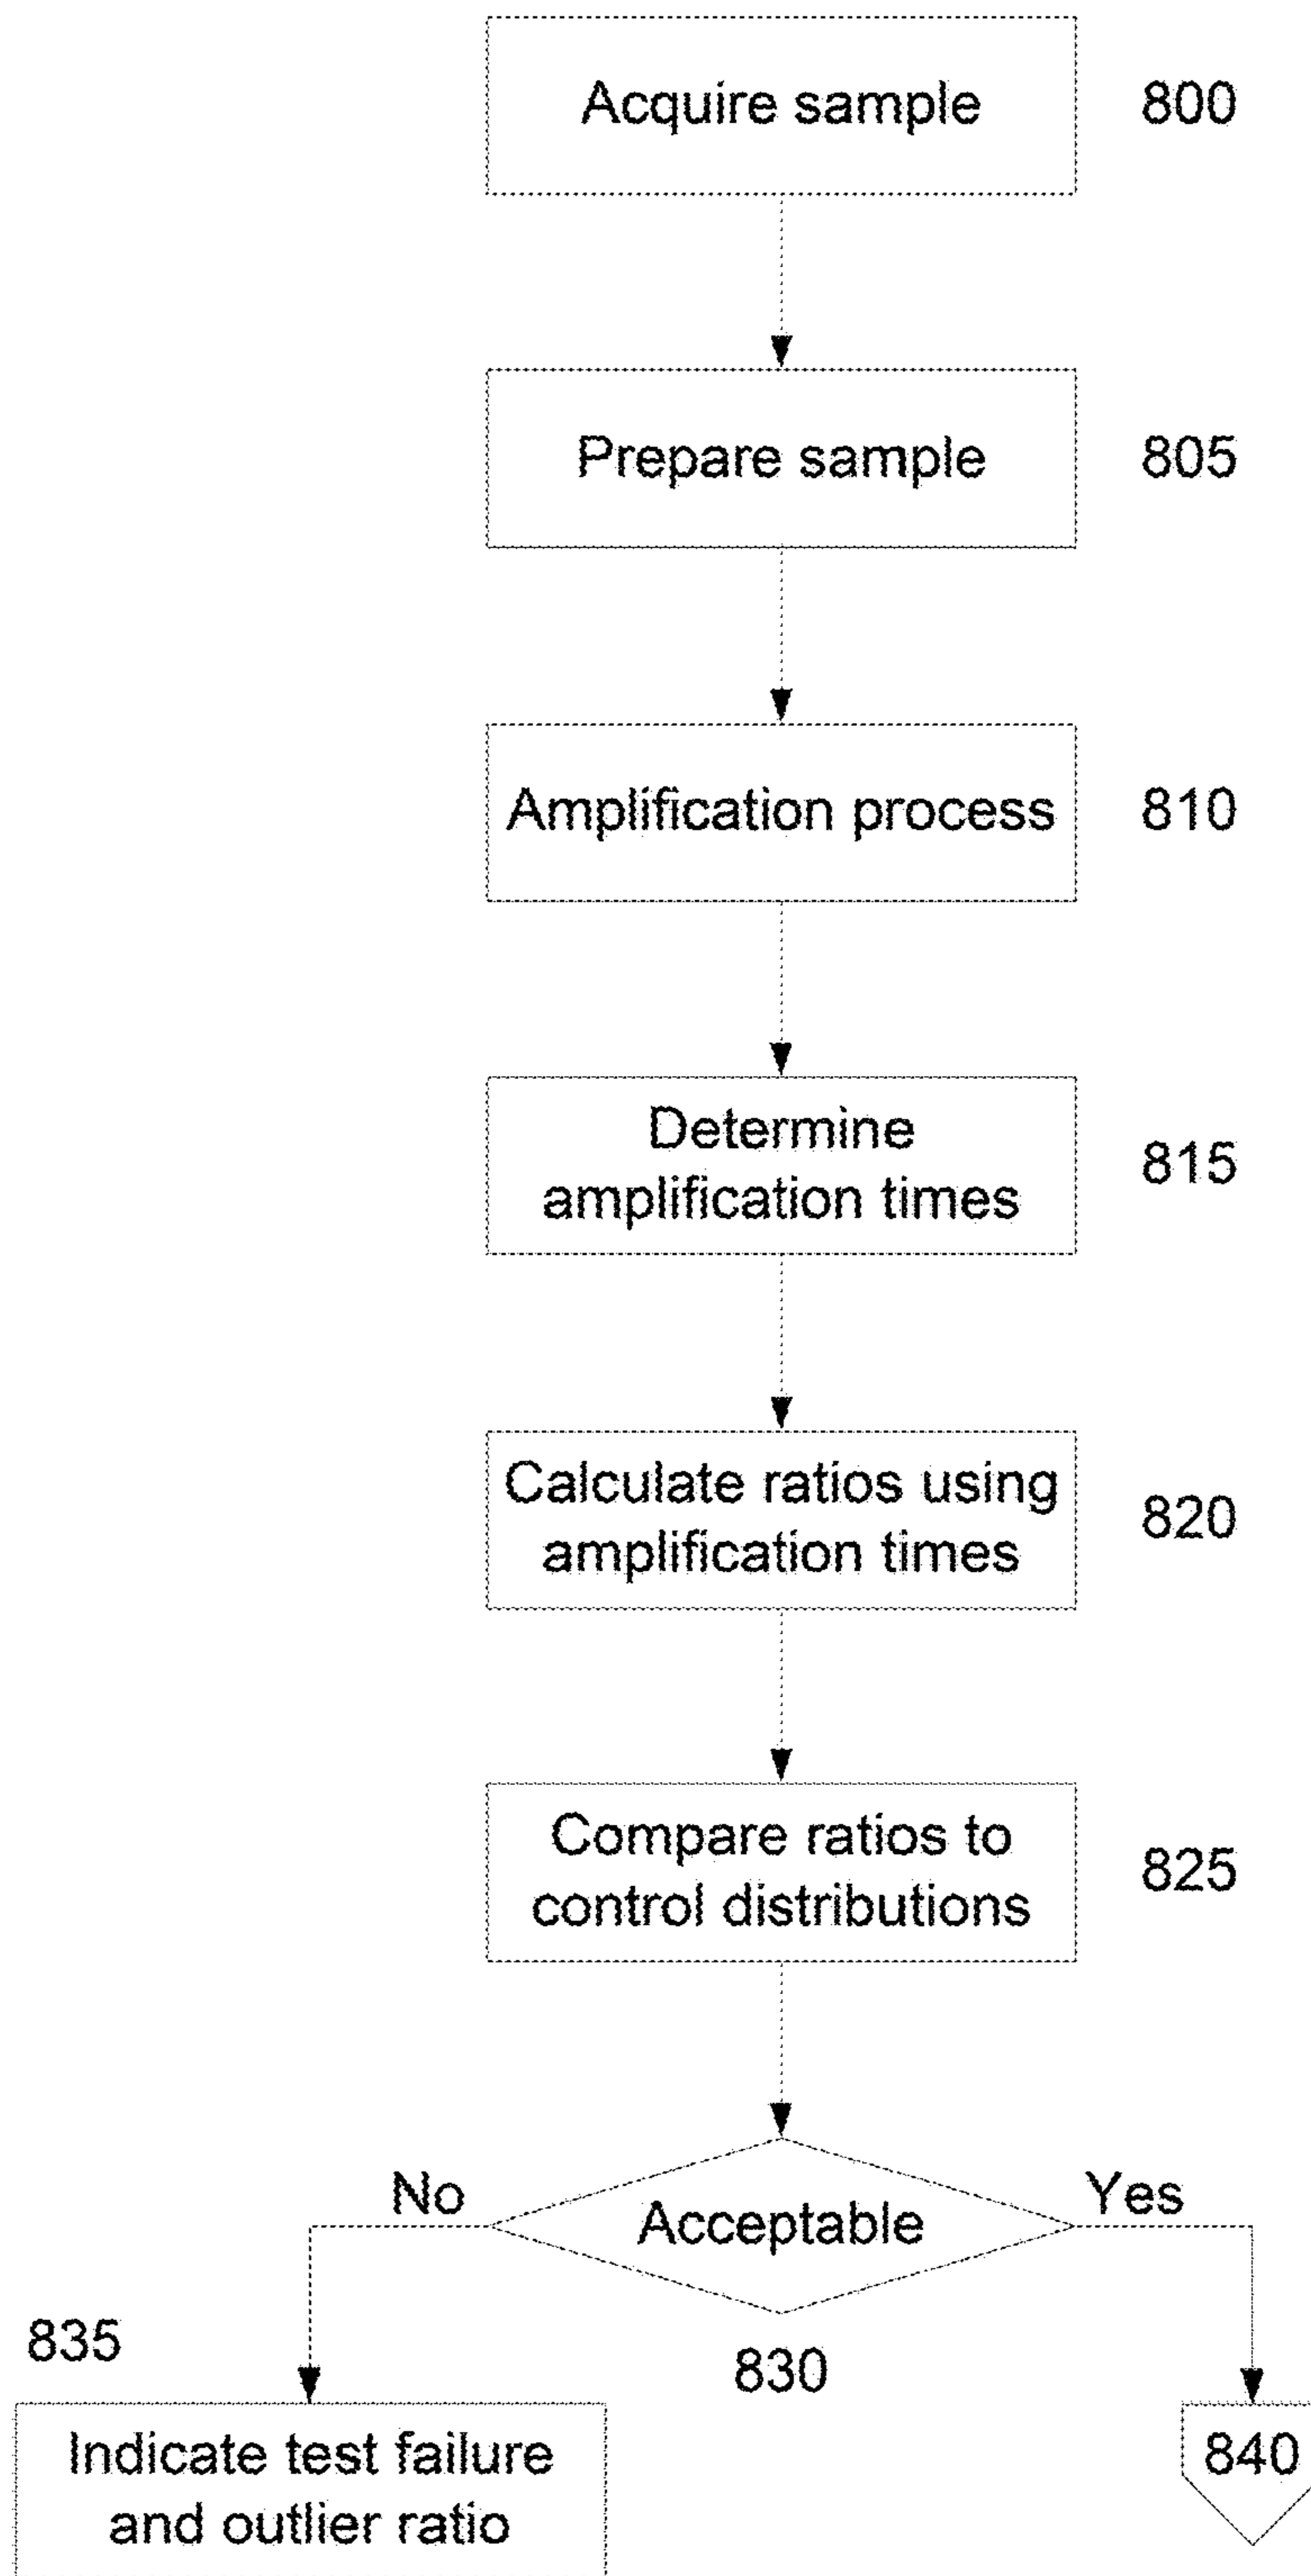 Acquire sample
800
Prepare sample
805
Amplification process
810
Determine
amplification times
815
Calculate ratios using
amplification times
820
Compare ratios to
control distributions
825
No
Acceptable
Yes
835
830
Indicate test failure
and outlier ratio
840